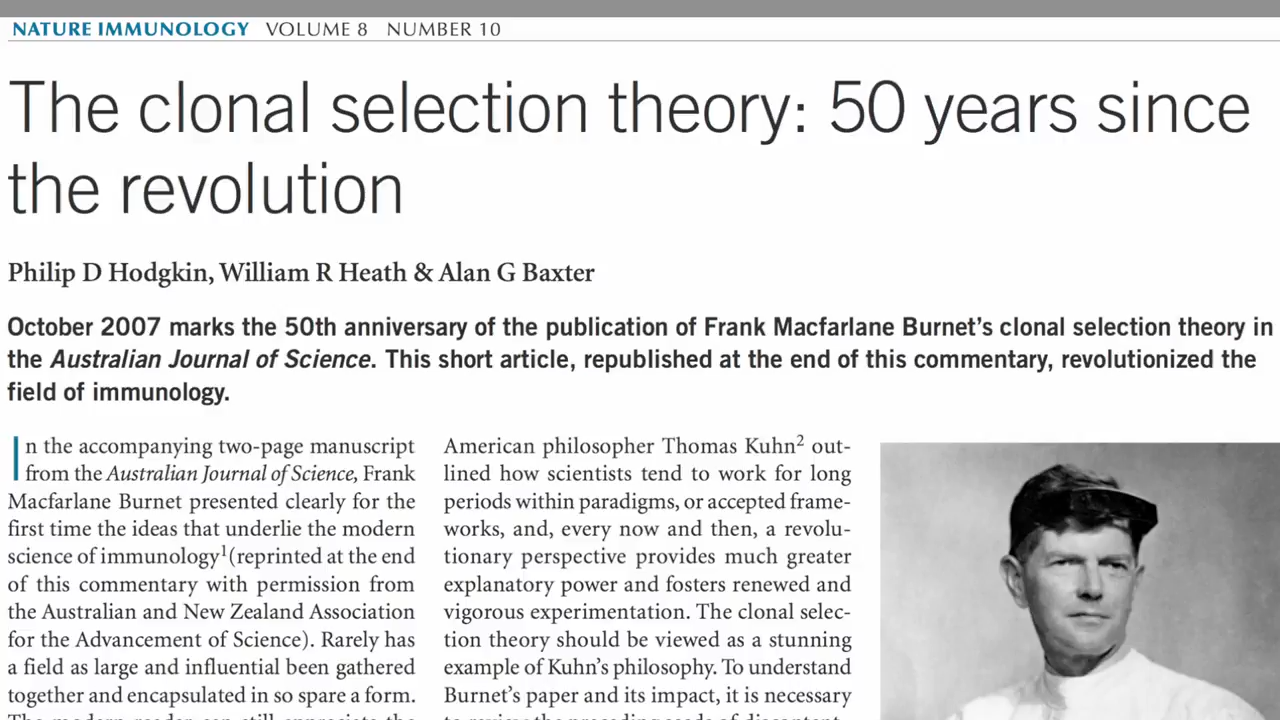 NATURE IMMUNOLOGY VOLUME 8 NUMBER 10
The clonal selection theory: 50 years since
the revolution
Philip D Hodgkin, William R Heath & Alan G Baxter
October 2007 marks the 50th anniversary of the publication of Frank Macfarlane Burnet's clonal selection theory in
the Australian Journal of Science. This short article, republished at the end of this commentary, revolutionized the
field of immunology.
In the accompanying two-page manuscript
from the Australian Journal of Science, Frank
Macfarlane Burnet presented clearly for the
first time the ideas that underlie the modern
science of immunology1(reprinted at the end
of this commentary with permission from
the Australian and New Zealand Association
for the Advancement of Science). Rarely has
a field as large and influential been gathered
together and encapsulated in so spare a form.
American philosopher Thomas Kuhn2 out-
lined how scientists tend to work for long
periods within paradigms, or accepted frame-
works, and, every now and then, a revolu-
tionary perspective provides much greater
explanatory power and fosters renewed and
vigorous experimentation. The clonal selec-
tion theory should be viewed as a stunning
example of Kuhn's philosophy. To understand
Burnet's paper and its impact, it is necessary